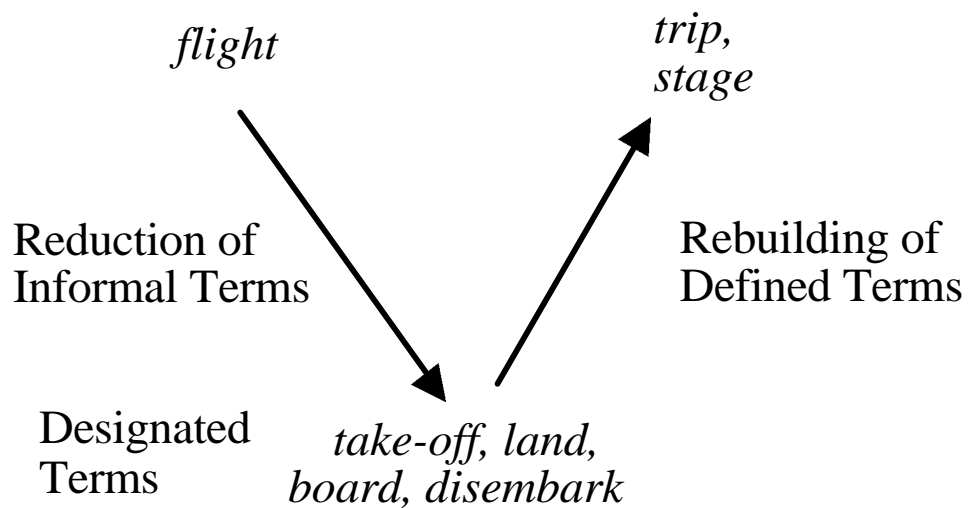 flight
trip,
stage
Reduction of
Informal Terms
Rebuilding of
Defined Terms
Designated
Terms
take-off, land,
board, disembark